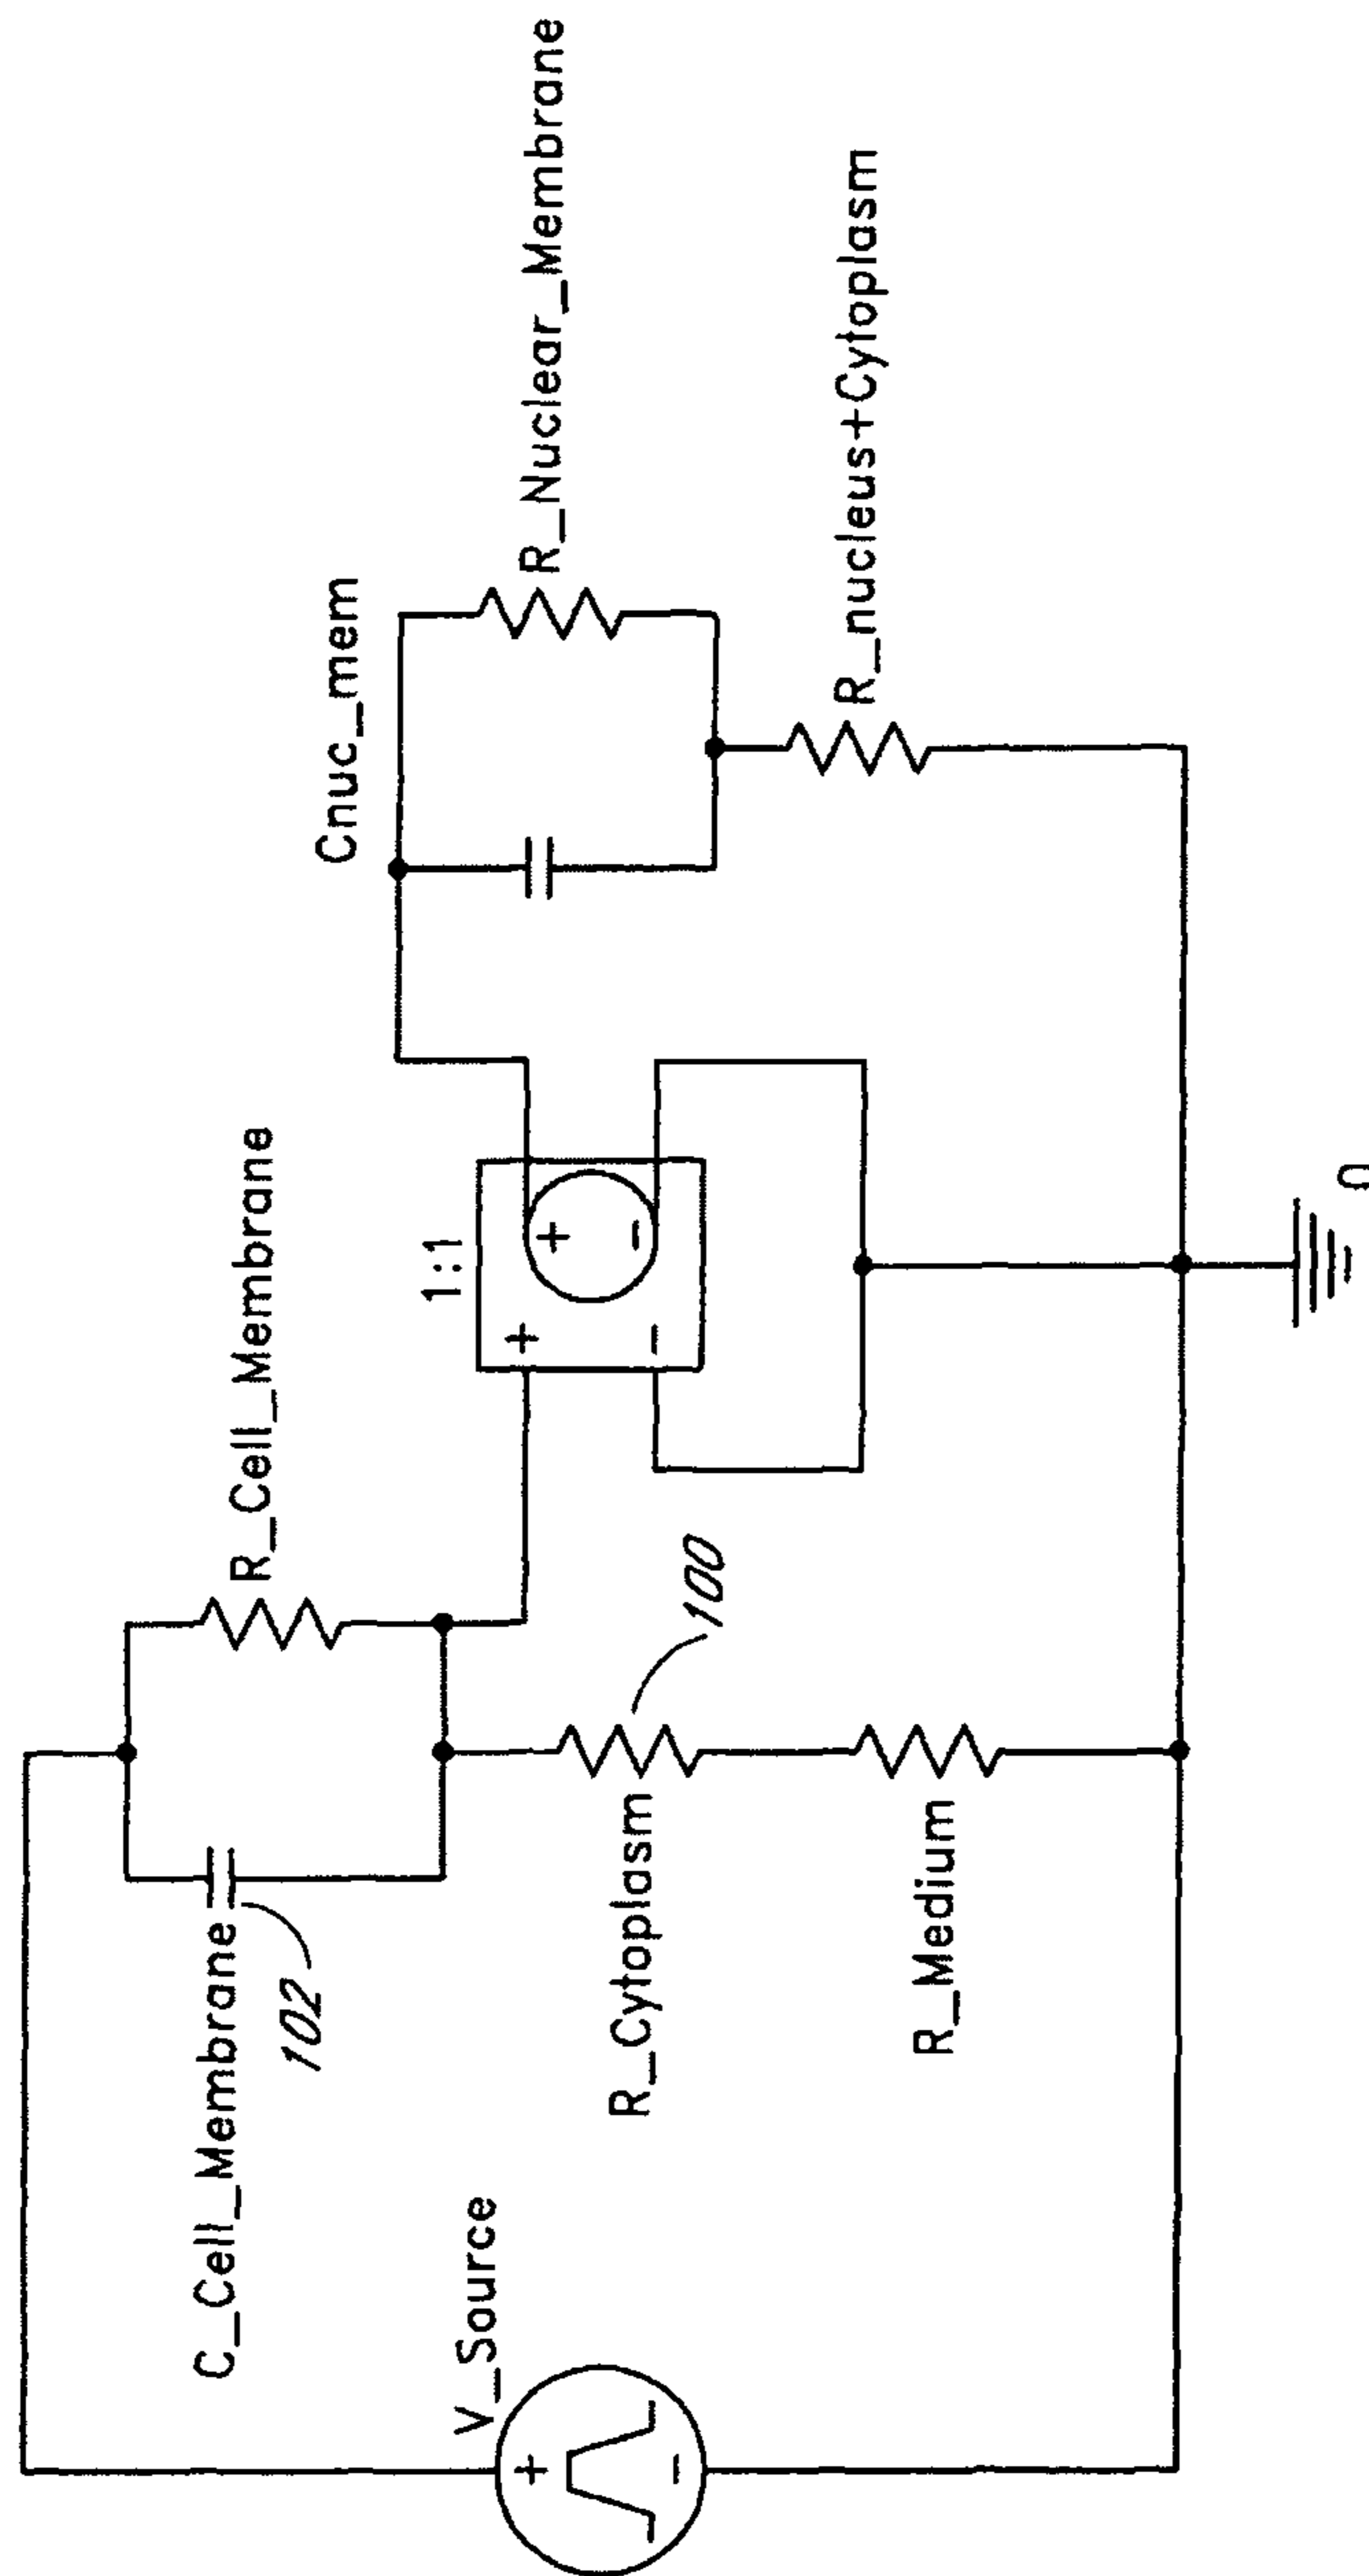 V_Source
C_Cell_Membrane
102
R_Cell_Membrane
R_Cytoplasm
100
R_Medium
1:1
+
-
+
-
+
-
Cnuc_mem
R_Nuclear_Membrane
R_nucleus+Cytoplasm
0